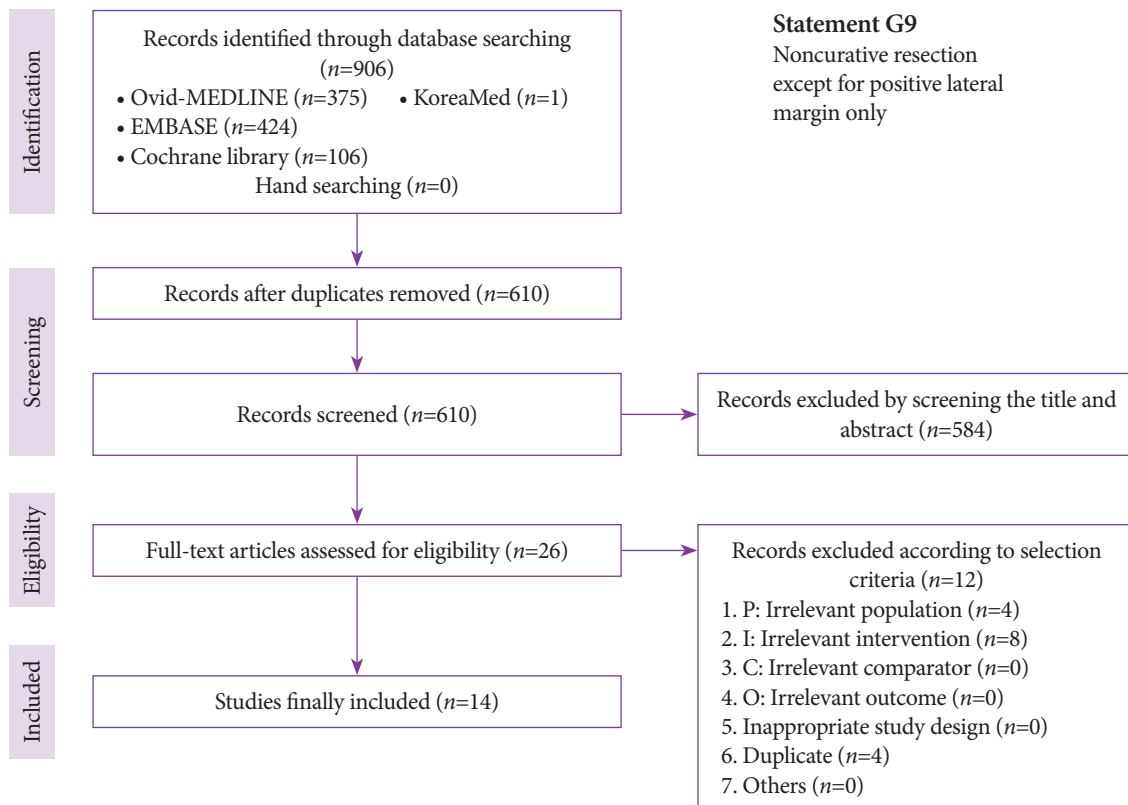 Identification
Records identified through database searching
(n=906)
• Ovid-MEDLINE (n=375) • KoreaMed (n=1)
• EMBASE (n=424)
• Cochrane library (n=106)
Hand searching (n=0)
Statement G9
Noncurative resection
except for positive lateral
margin only
Screening
Records after duplicates removed (n=610)
Records screened (n=610)
Records excluded by screening the title and
abstract (n=584)
Eligibility
Full-text articles assessed for eligibility (n=26)
Records excluded according to selection
criteria (n=12)
1. P: Irrelevant population (n=4)
2. I: Irrelevant intervention (n=8)
3. C: Irrelevant comparator (n=0)
4. O: Irrelevant outcome (n=0)
5. Inappropriate study design (n=0)
6. Duplicate (n=4)
7. Others (n=0)
Included
Studies finally included (n=14)